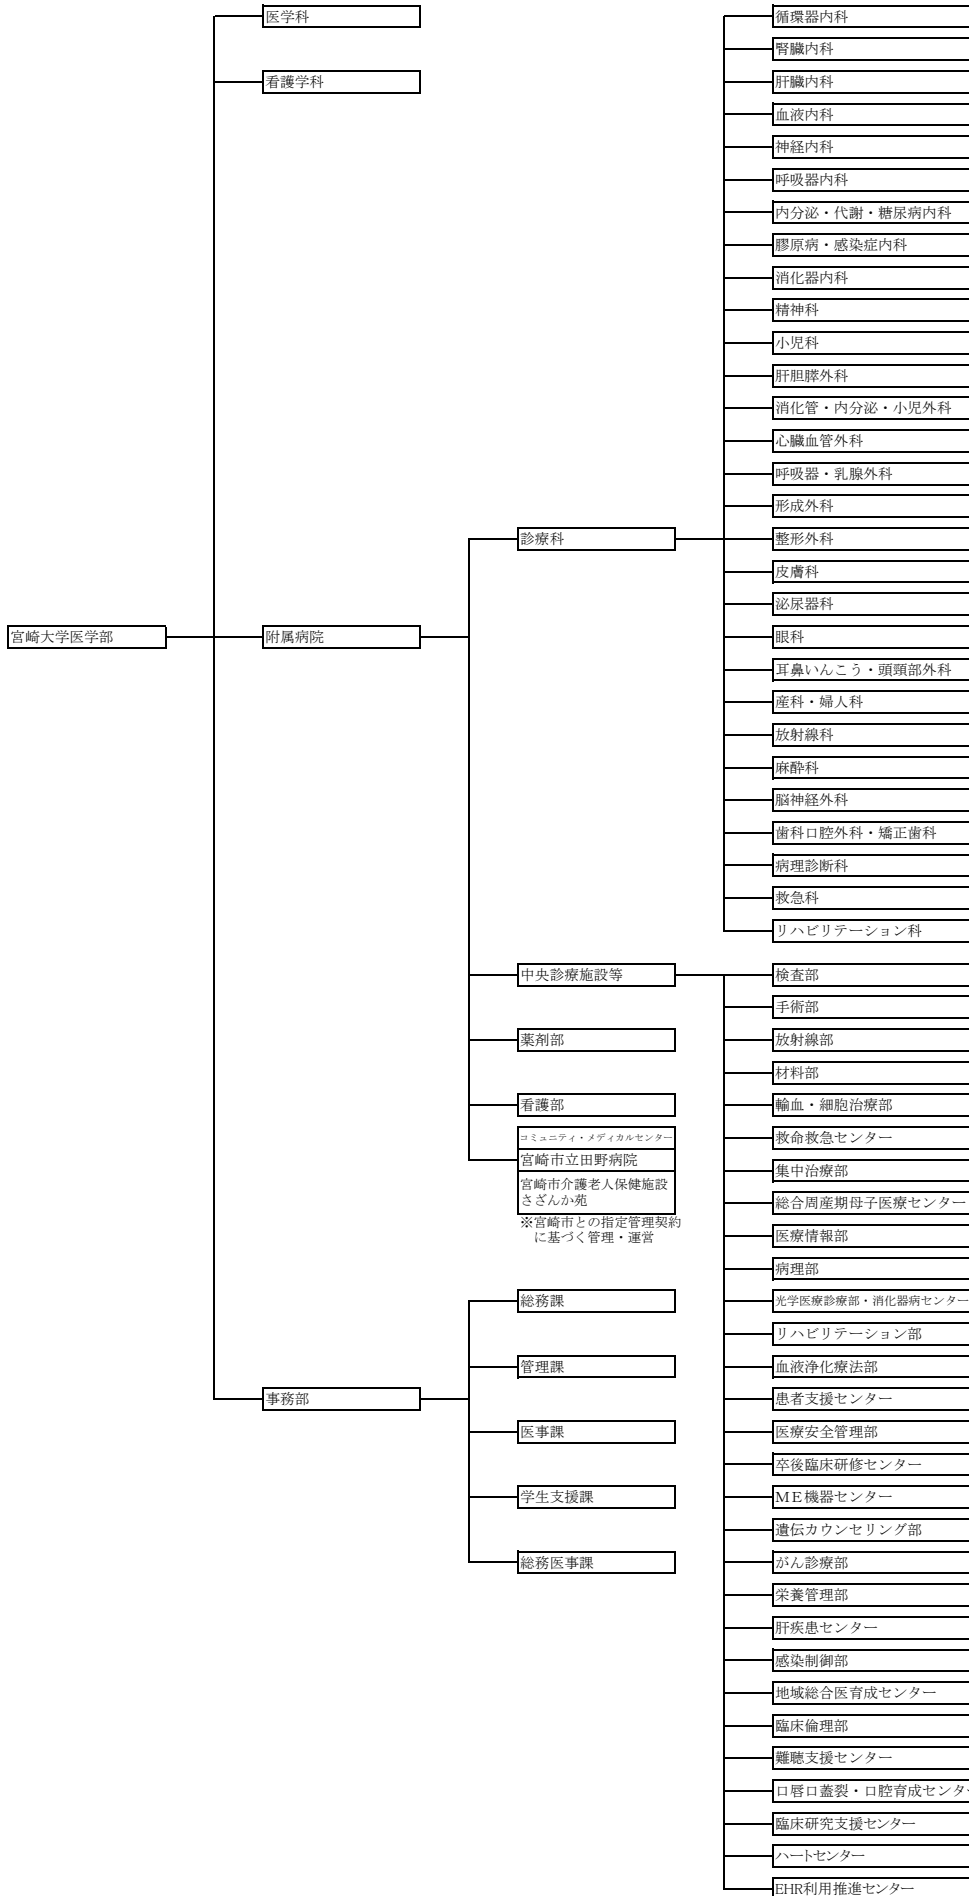 宮崎大学医学部
医学科
看護学科
附属病院
診療科
循環器内科
腎臓内科
肝臓内科
血液内科
神経内科
呼吸器内科
内分泌・代謝・糖尿病内科
膠原病・感染症内科
消化器内科
精神科
小児科
肝胆膵外科
消化管・内分泌・小児外科
心臓血管外科
呼吸器・乳腺外科
形成外科
整形外科
皮膚科
泌尿器科
眼科
耳鼻いんこう・頭頸部外科
産科・婦人科
放射線科
麻酔科
脳神経外科
歯科口腔外科・矯正歯科
病理診断科
救急科
リハビリテーション科
中央診療施設等
検査部
手術部
放射線部
材料部
輸血・細胞治療部
救命救急センター
集中治療部
総合周産期母子医療センター
医療情報部
病理部
光学医療診療部・消化器病センター
リハビリテーション部
血液浄化療法部
患者支援センター
医療安全管理部
卒後臨床研修センター
ＭＥ機器センター
遺伝カウンセリング部
がん診療部
栄養管理部
肝疾患センター
感染制御部
地域総合医育成センター
臨床倫理部
難聴支援センター
口唇口蓋裂・口腔育成センター
臨床研究支援センター
ハートセンター
EHR利用推進センター
薬剤部
看護部
コミュニティ・メディカルセンター
宮崎市立田野病院
宮崎市介護老人保健施設
さざんか苑
※宮崎市との指定管理契約
に基づく管理・運営
事務部
総務課
管理課
医事課
学生支援課
総務医事課